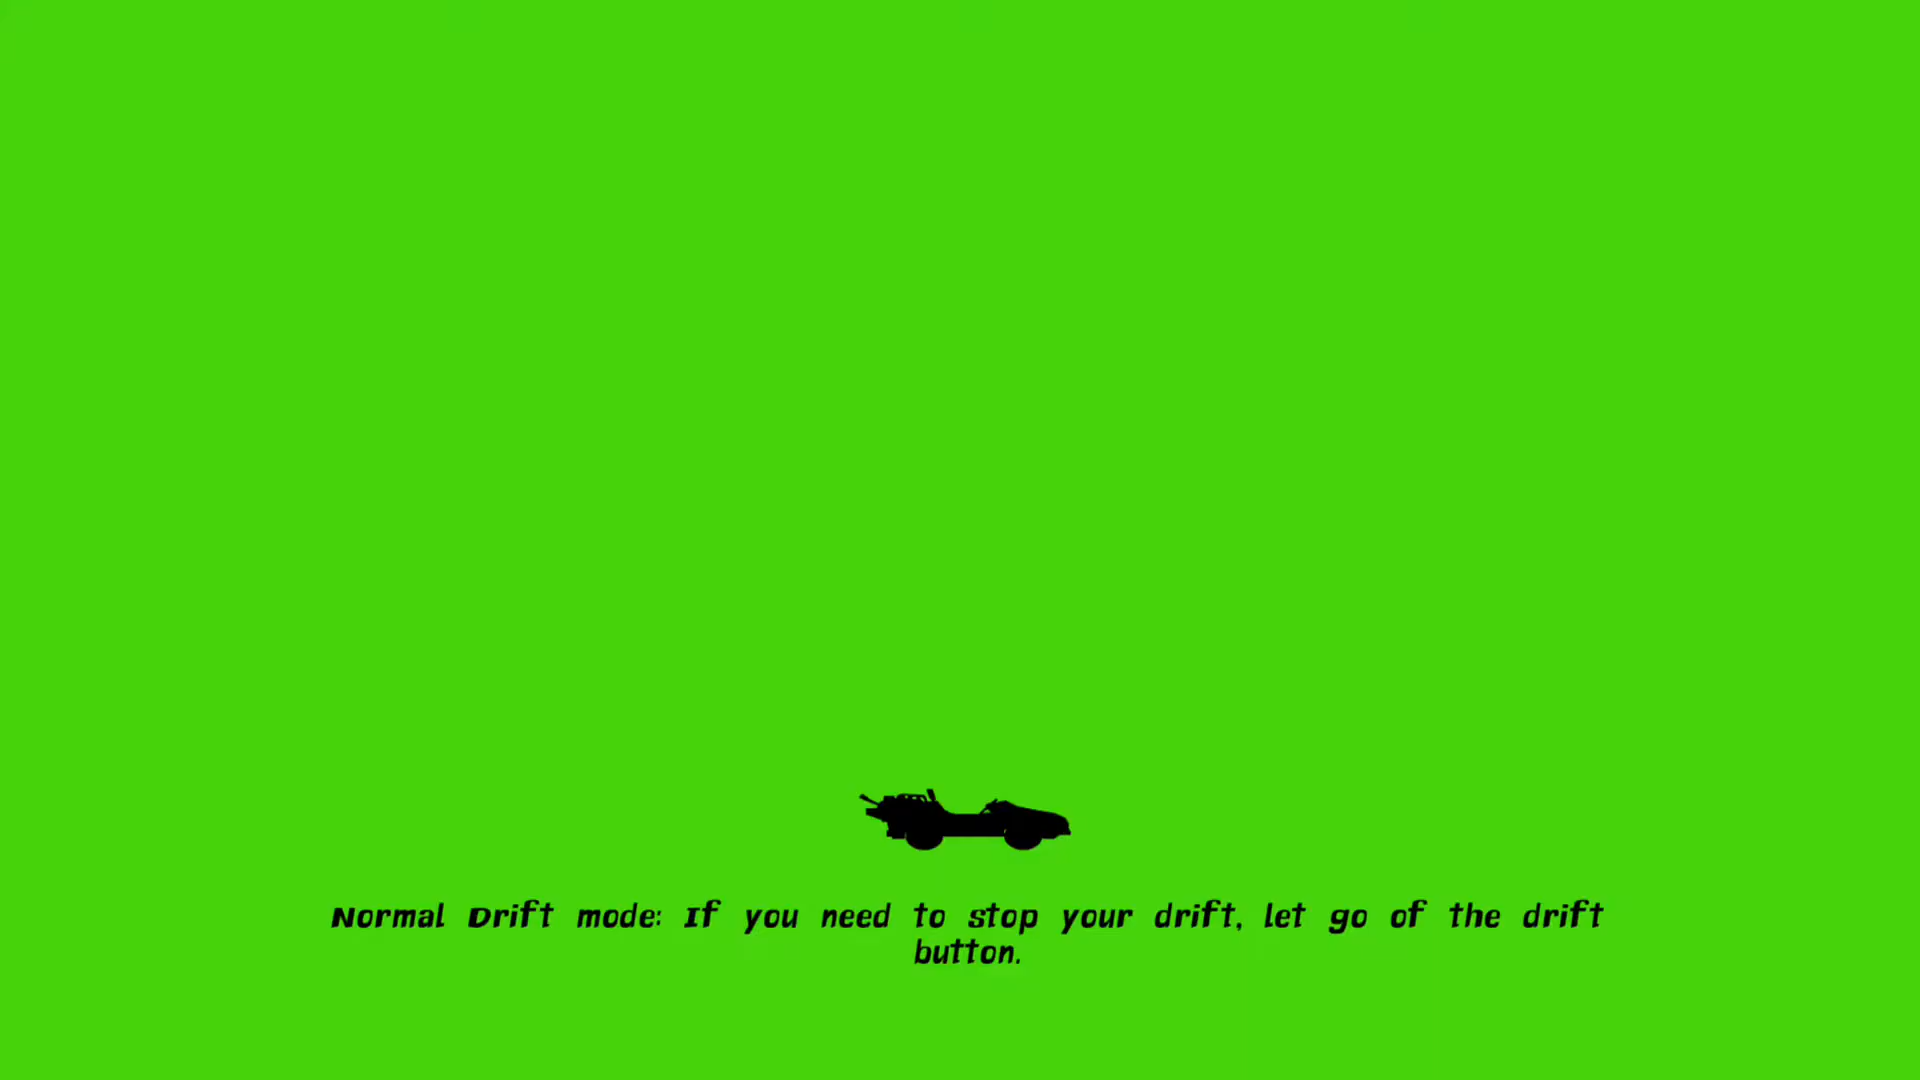 Normal Drift mode: If you need to stop your drift, let go of the drift
button.